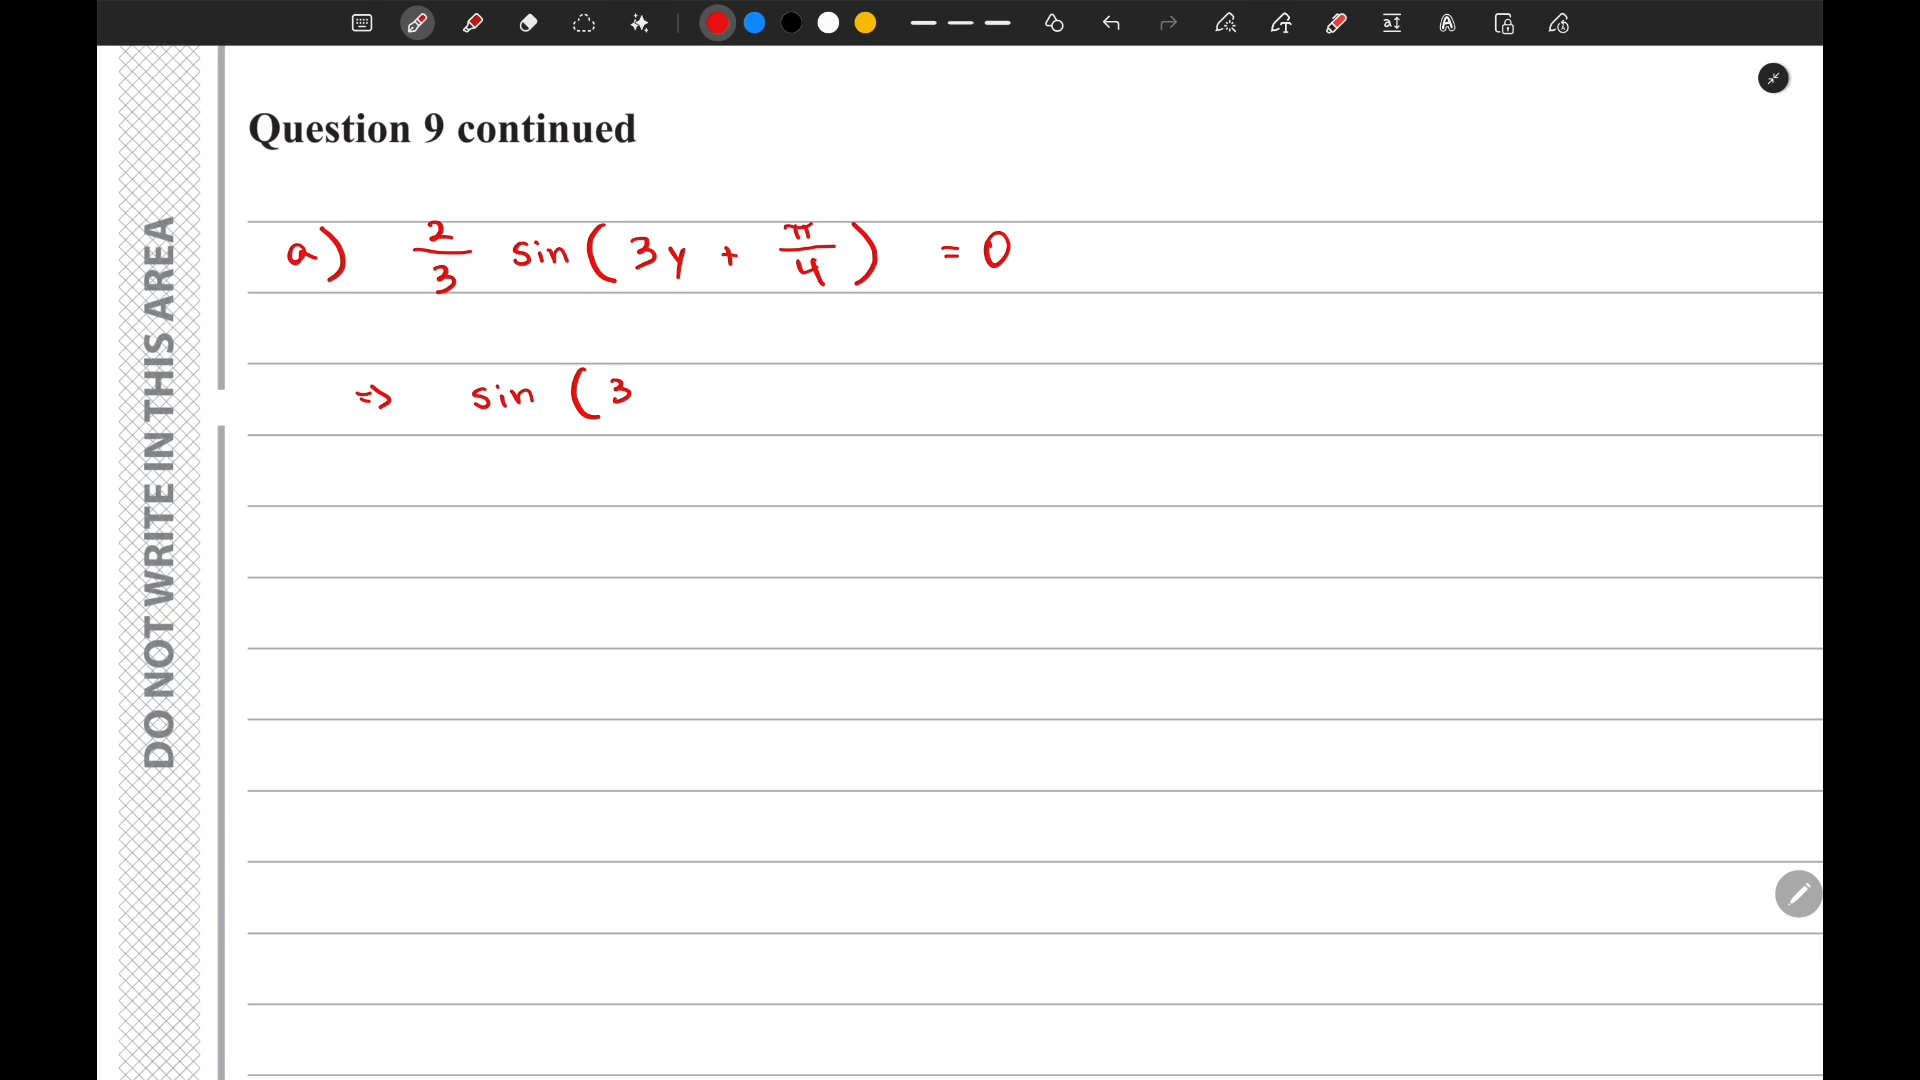 Question 9 continued
DO NOT WRITE IN THIS AREA
a) 2/3 sin(3y + π/4) = 0
=> sin (3